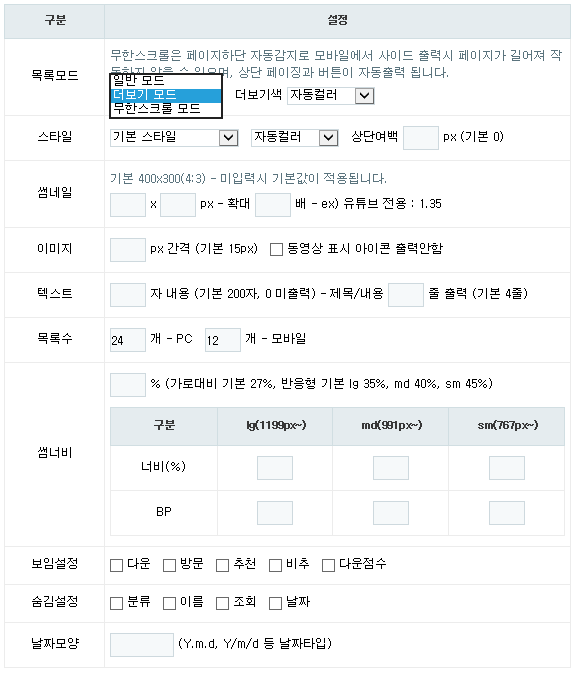 구분 설정
무한스크롤은 페이지하단 자동감지로 모바일에서 사이드 출력시 페이지가 길어져 작
동하지 않을 수 있으며, 상단 페이징과 버튼이 자동출력 됩니다.
목록모드
일반 모드
더보기 모드 더보기색 자동컬러
무한스크롤 모드
스타일 기본 스타일 자동컬러 상단여백 px (기본 0)
기본 400x300(4:3) - 미입력시 기본값이 적용됩니다.
썸네일
x px - 확대 배 - ex) 유튜브 전용 : 1.35
이미지 px 간격 (기본 15px) 동영상 표시 아이콘 출력안함
텍스트 자 내용 (기본 200자, 0 미출력) - 제목/내용 줄 출력 (기본 4줄)
목록수 24 개 - PC 12 개 - 모바일
% (가로대비 기본 27%, 반응형 기본 lg 35%, md 40%, sm 45%)
썸너비
구분 lg(1199px~) md(991px~) sm(767px~)
너비(%)
BP
보임설정 다운 방문 추천 비추 다운점수
숨김설정 분류 이름 조회 날짜
날짜모양 (Y.m.d, Y/m/d 등 날짜타입)